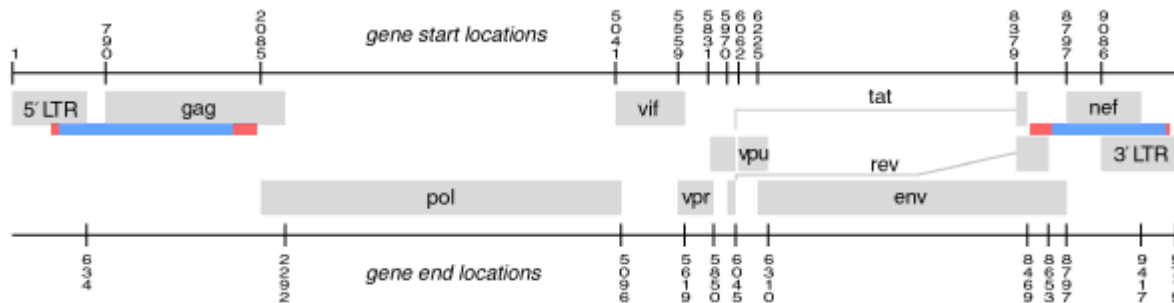 1 790 2085 gene start locations 5041 5559 5831 5970 6062 6225 8379 8797 9086
5′ LTR gag vif tat nef
vpu rev 3′ LTR
pol vpr env
634 2292 gene end locations 5096 5619 5850 6045 6310 8469 8653 8797 9417